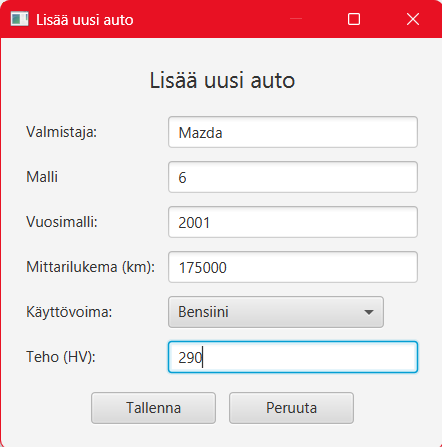 Lisää uusi auto
Lisää uusi auto
Valmistaja: Mazda
Malli 6
Vuosimalli: 2001
Mittarilukema (km): 175000
Käyttövoima: Bensiini
Teho (HV): 290
Tallenna Peruuta